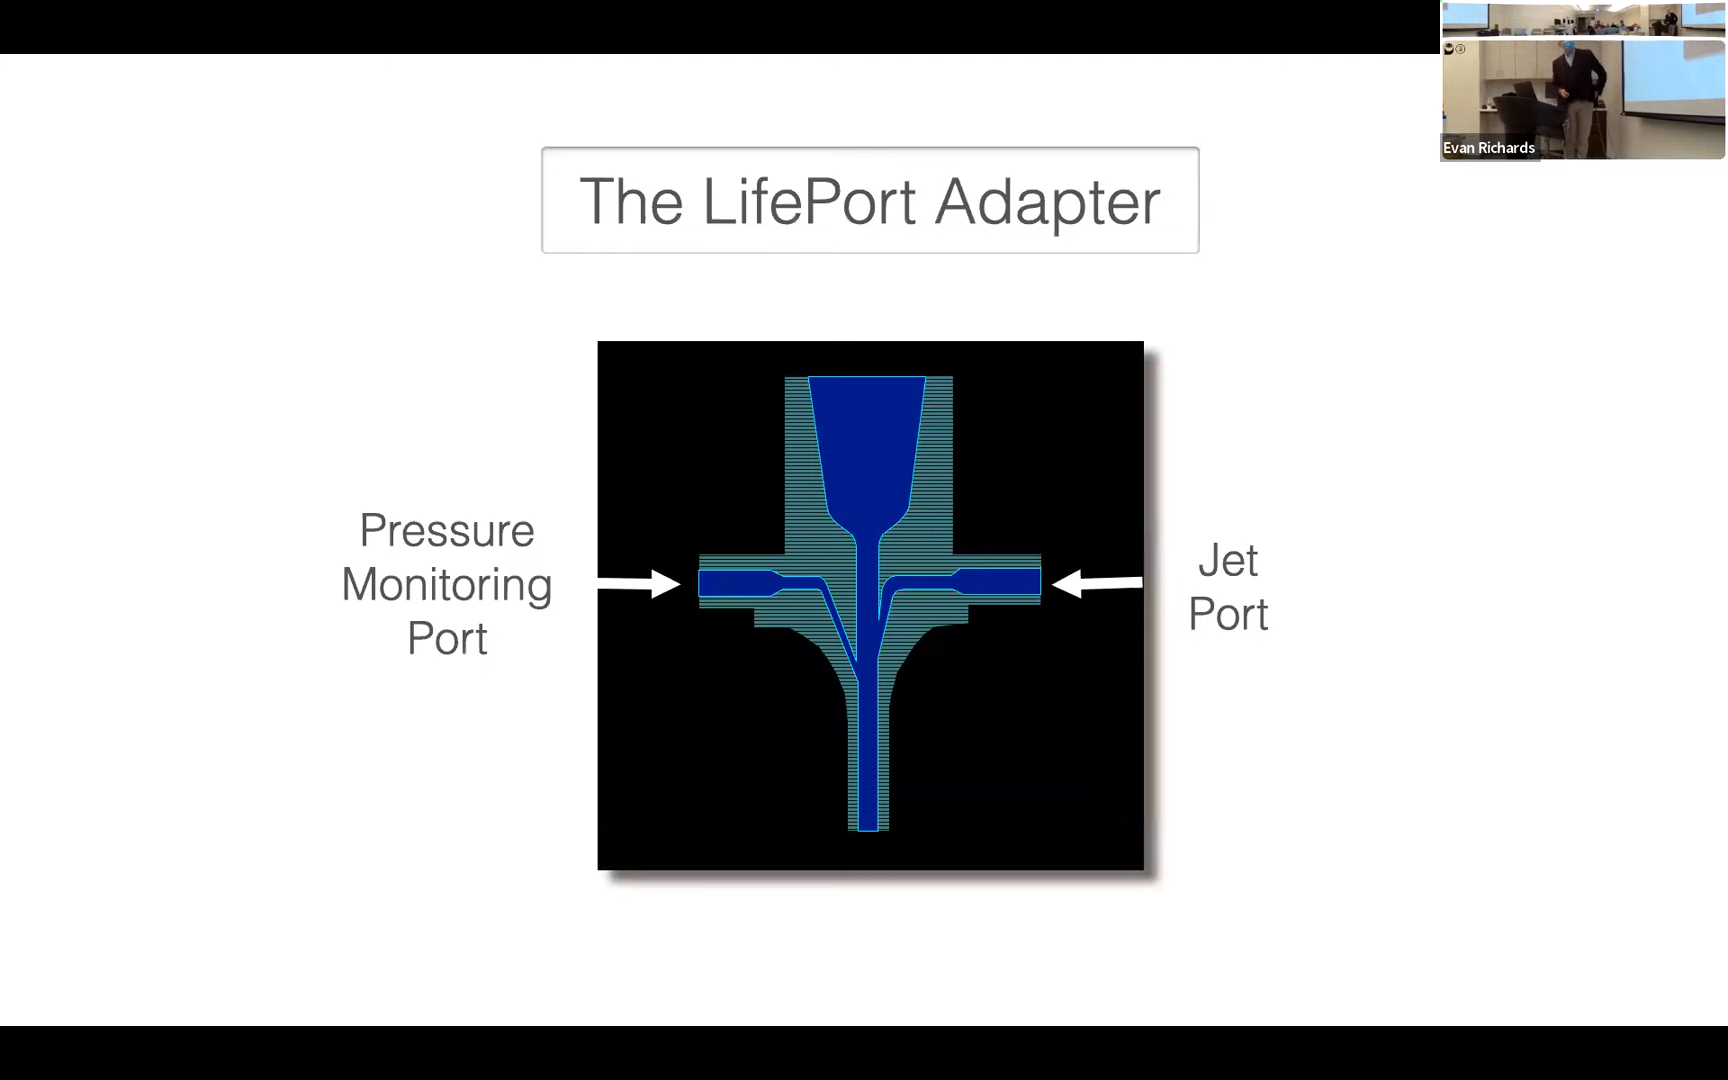 Evan Richards
The LifePort Adapter
Pressure
Monitoring
Port
Jet
Port